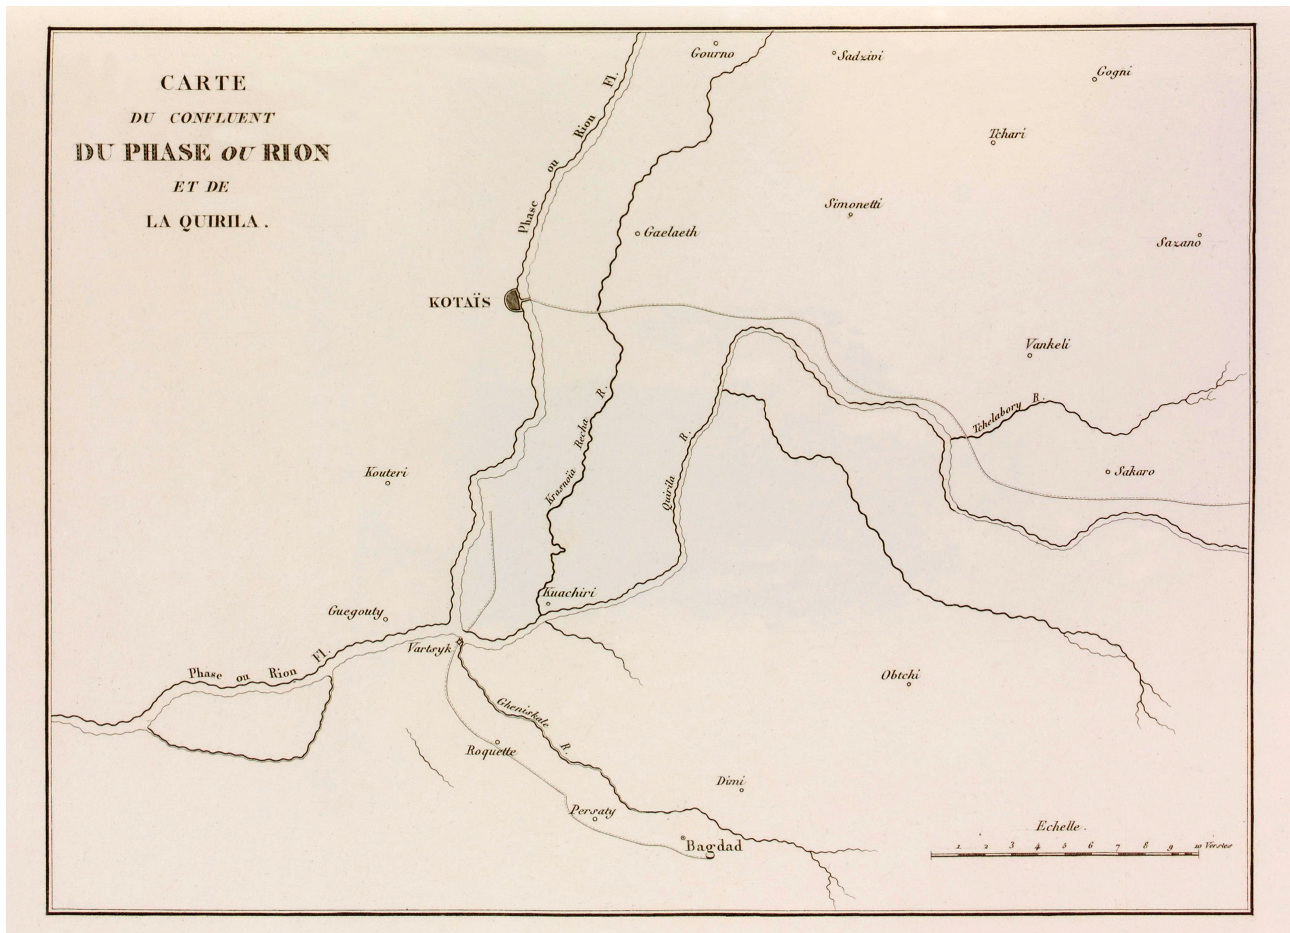 CARTE
DU CONFLUENT
DU PHASE OU RION
ET DE
LA QUIRILA.
Gourno
Sadzivi
Gogni
Tchari
Phase ou Rion Fl.
Simonetti
Gaelaeth
Sazano
KOTAÏS
Vankeli
Tchelabory R.
Krasnoïa Recha R.
Quirila R.
Kouteri
Sakaro
Kuachiri
Guegouty
Vartsyk
Phase ou Rion Fl.
Obtchi
Gheniskale R.
Roquette
Dimi
Persaty
Bagdad
Echelle.
1 2 3 4 5 6 7 8 9 10 Verstes